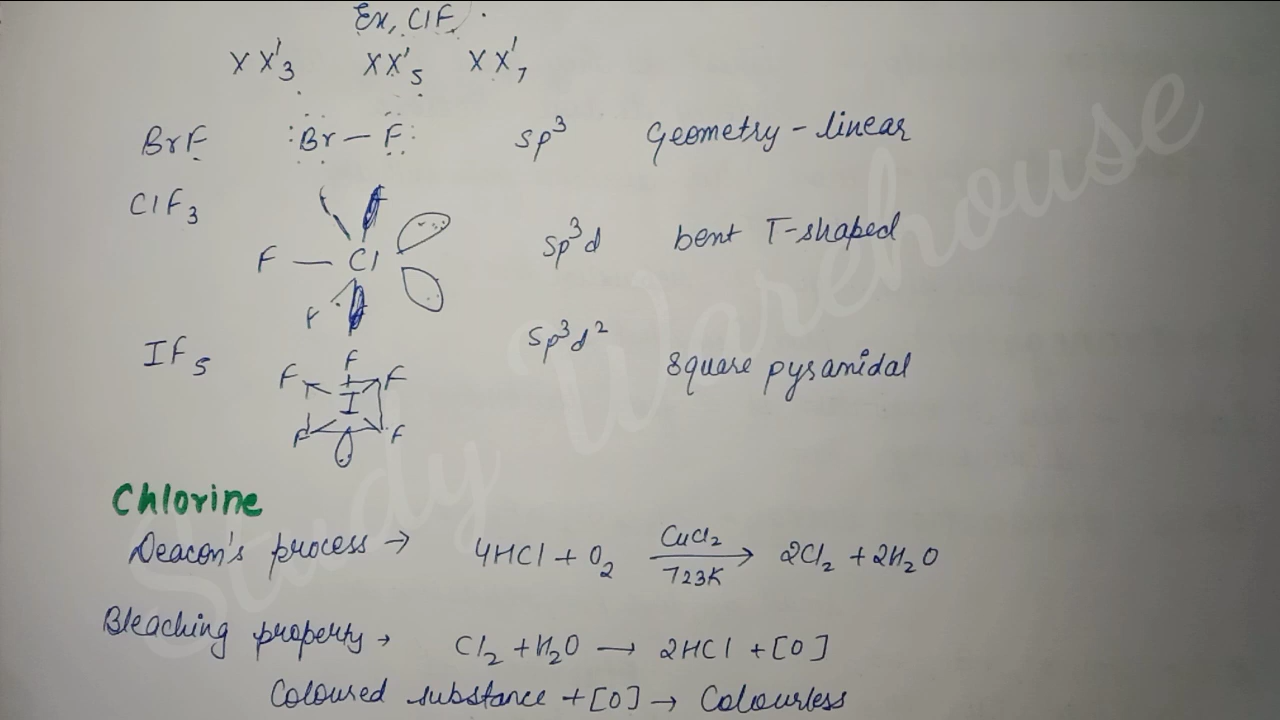 Ex, ClF
XX'₃ XX'₅ XX'₇
BrF :Br — F: sp³ Geometry - linear
ClF₃ F — Cl F sp³d bent T-shaped
IF₅ F F F I F F sp³d² square pyramidal
Chlorine
Deacon's process → 4HCl + O₂ CuCl₂ → 723K 2Cl₂ + 2H₂O
Bleaching property → Cl₂ + H₂O → 2HCl + [O]
Coloured substance + [O] → Colourless
Study Warehouse